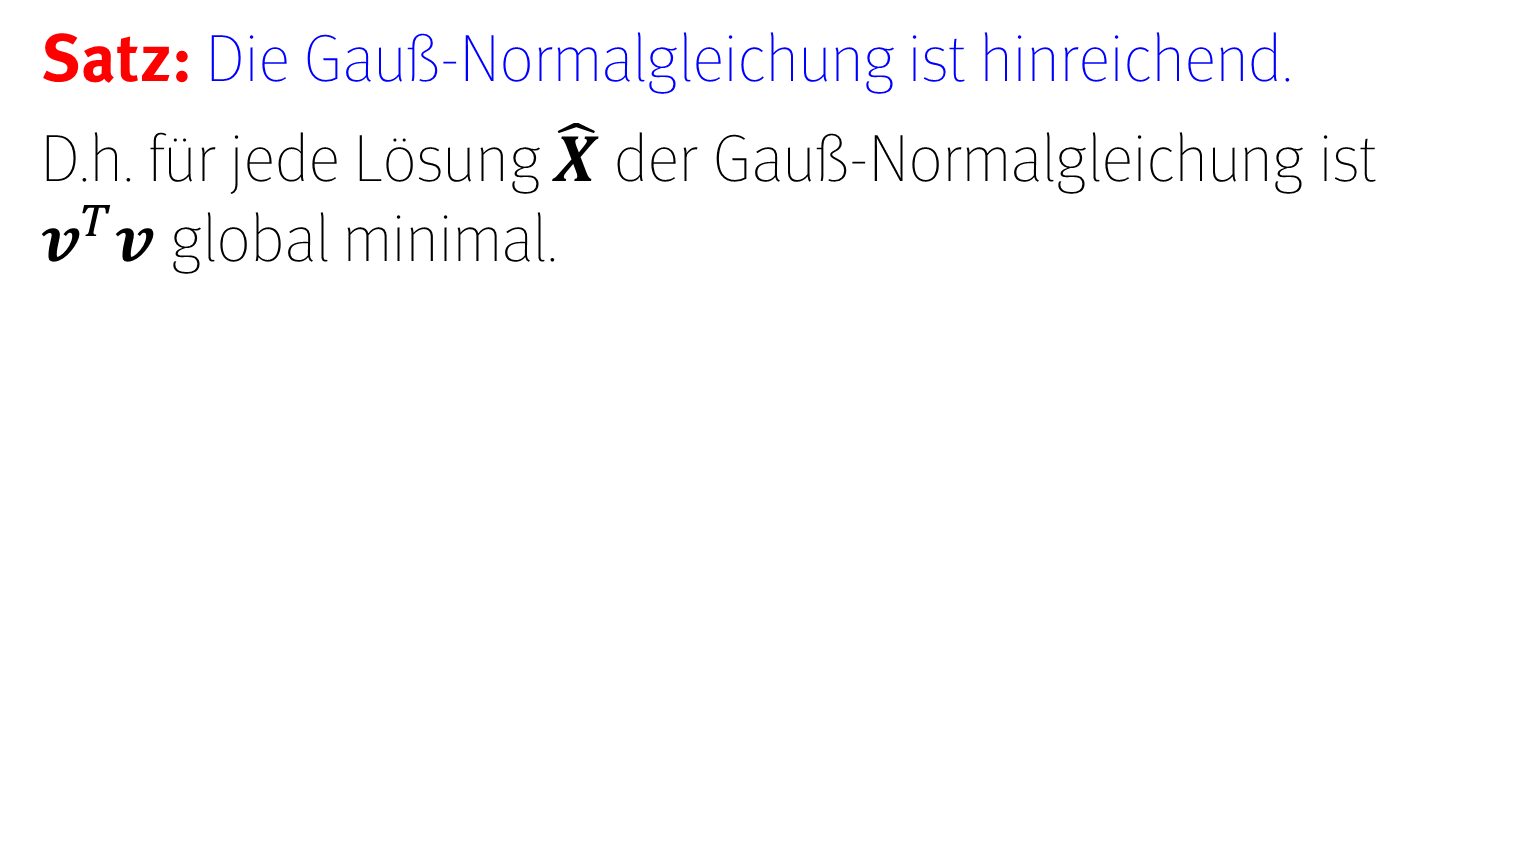 Satz: Die Gauß-Normalgleichung ist hinreichend.
D.h. für jede Lösung X̂ der Gauß-Normalgleichung ist
vᵀv global minimal.